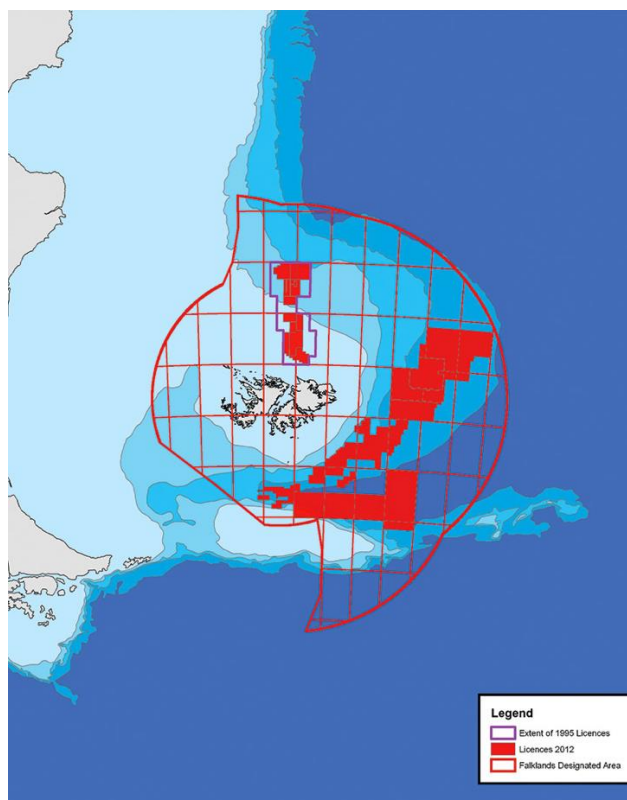 Legend
Extent of 1995 Licences
Licences 2012
Falklands Designated Area